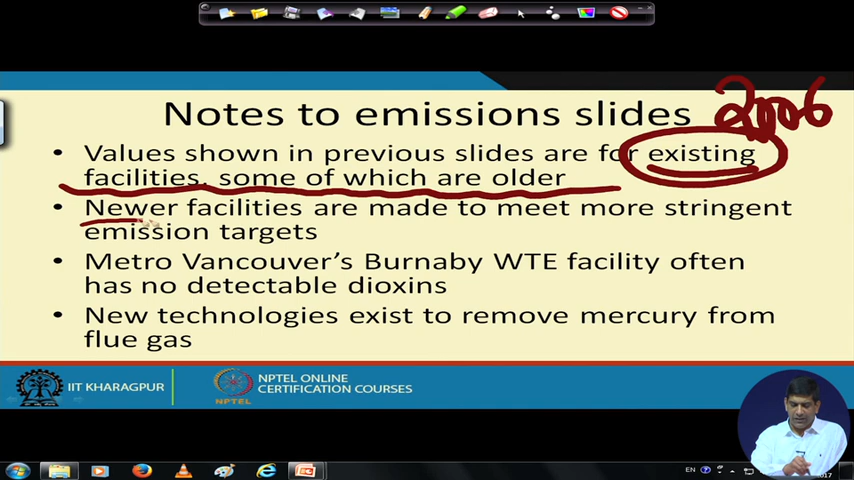 Notes to emissions slides 2006
• Values shown in previous slides are for existing
facilities, some of which are older
• Newer facilities are made to meet more stringent
emission targets
• Metro Vancouver's Burnaby WTE facility often
has no detectable dioxins
• New technologies exist to remove mercury from
flue gas
IIT KHARAGPUR
NPTEL
NPTEL ONLINE
CERTIFICATION COURSES
EN